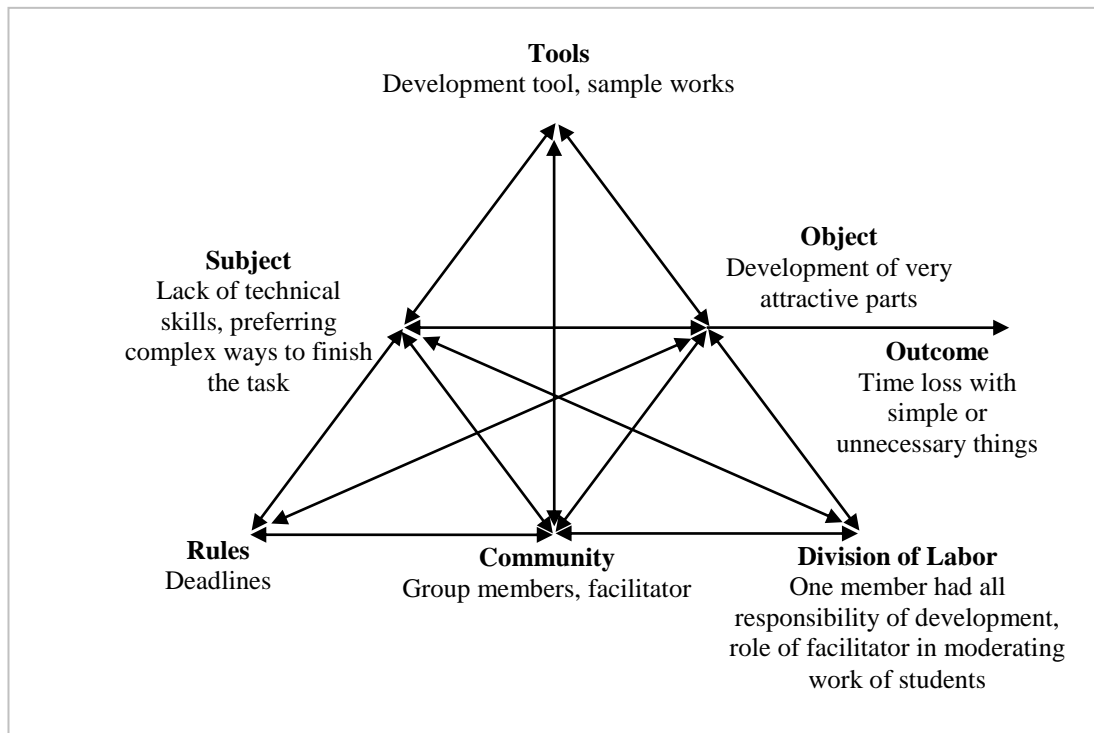 Tools
Development tool, sample works
Object
Development of very
attractive parts
Subject
Lack of technical
skills, preferring
complex ways to finish
the task
Outcome
Time loss with
simple or
unnecessary things
Rules
Deadlines
Community
Group members, facilitator
Division of Labor
One member had all
responsibility of development,
role of facilitator in moderating
work of students